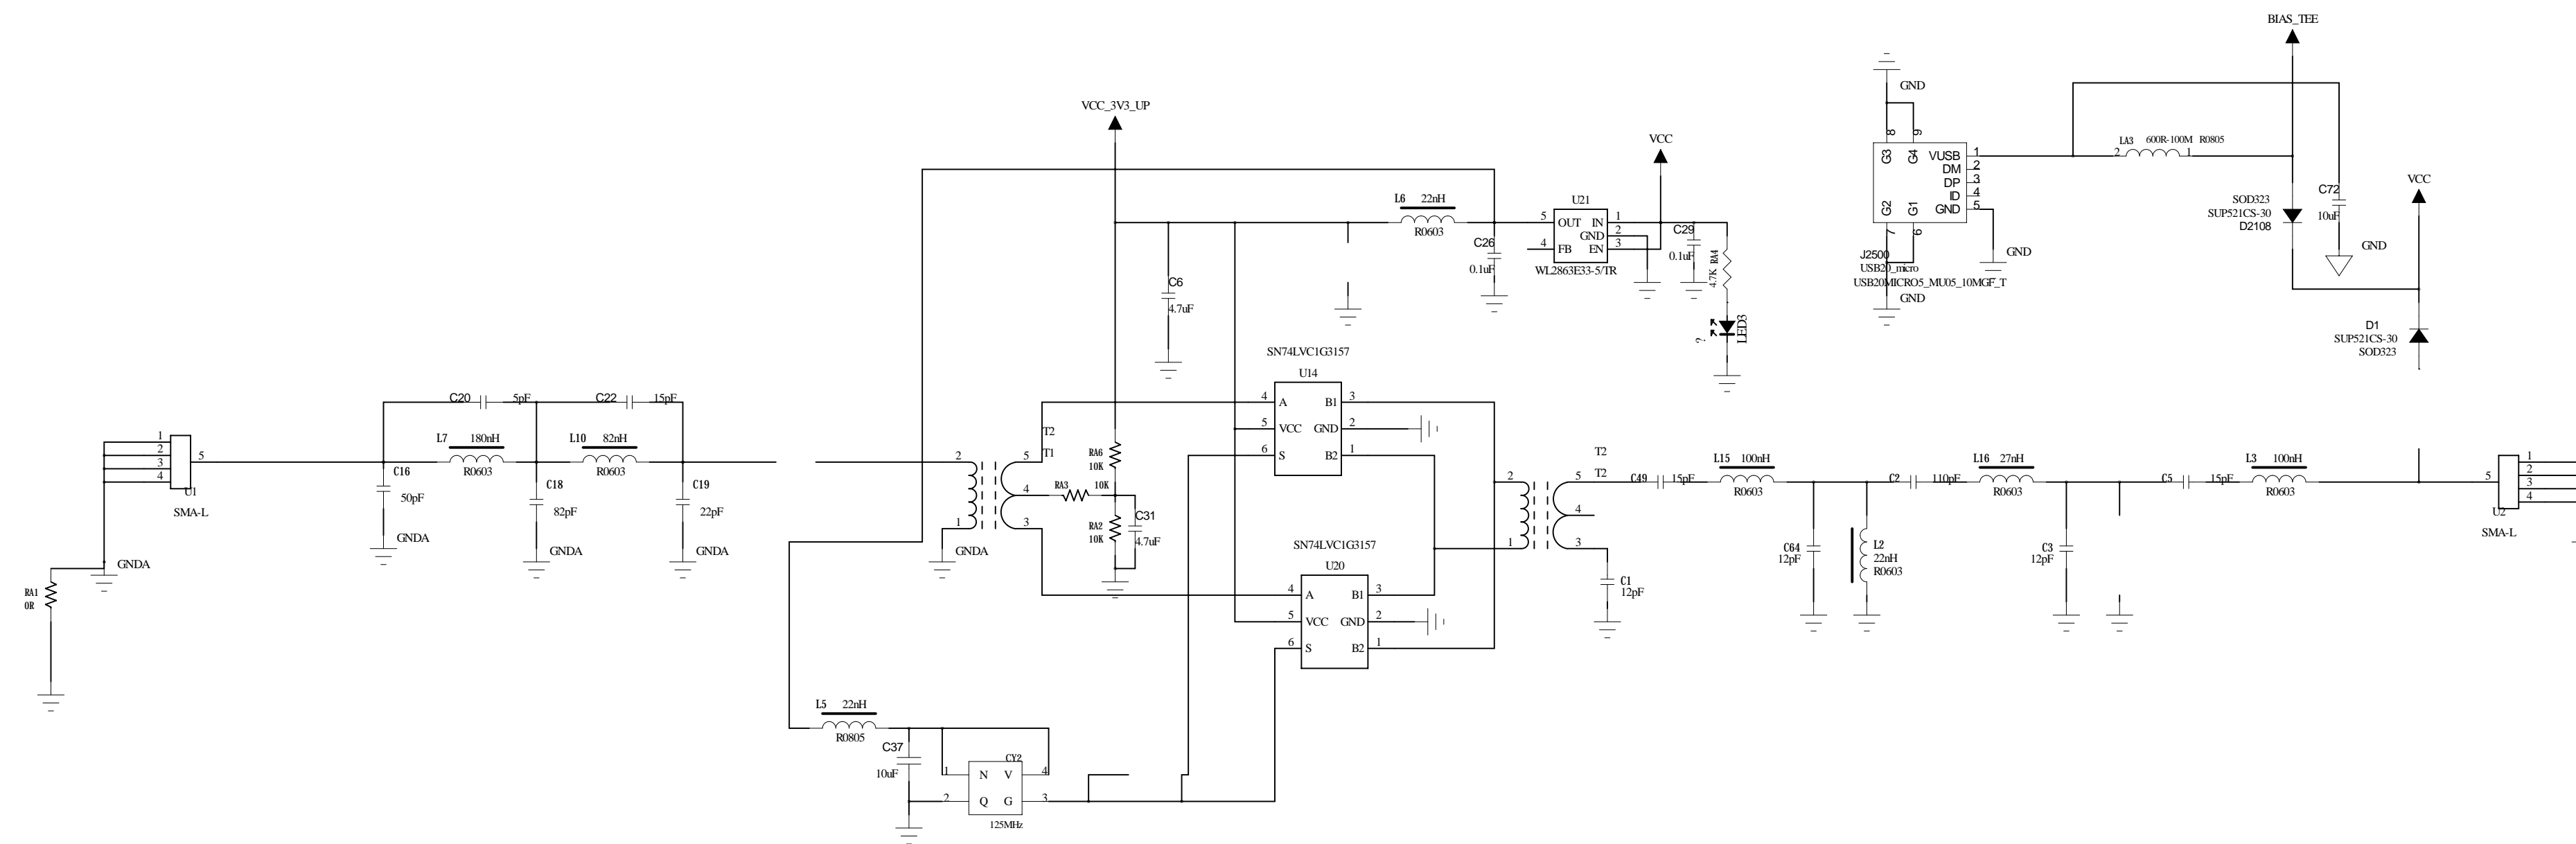 BIAS_TEE
VCC_3V3_UP
VCC
GND
8 9
G3 G4 VUSB 1
DM 2
DP 3
ID 4
G2 G1 GND 5
7 6
J2500
USB20_micro
USB20MICRO5_MU05_10MGF_T
GND
GND
LA3 600R-100M R0805
2 1
SOD323
SUP521CS-30
D2108
C72
10uF
GND
VCC
D1
SUP521CS-30
SOD323
L6 22nH
R0603
C26
0.1uF
U21
5 OUT IN 1
GND 2
4 FB EN 3
WL2863E33-5/TR
C29
0.1uF
4.7K RA4
? LED3
C6
4.7uF
SN74LVC1G3157
U14
4 A B1 3
5 VCC GND 2
6 S B2 1
C20 5pF C22 15pF
L7 180nH
R0603
L10 82nH
R0603
1
2
3
4
5
U1
SMA-L
C16
50pF
GNDA
C18
82pF
GNDA
C19
22pF
GNDA
GNDA
RA1
0R
T2
T1
2 5
4
1 3
GNDA
RA6
10K
RA3 10K
RA2
10K
C31
4.7uF
SN74LVC1G3157
U20
4 A B1 3
5 VCC GND 2
6 S B2 1
T2
T2
2 5
4
1 3
C1
12pF
C49 15pF
L15 100nH
R0603
C64
12pF
L2
22nH
R0603
C2 110pF
L16 27nH
R0603
C3
12pF
C5 15pF
L3 100nH
R0603
5
1
2
3
4
U2
SMA-L
L5 22nH
R0805
C37
10uF
CY2
1 N V 4
2 Q G 3
125MHz